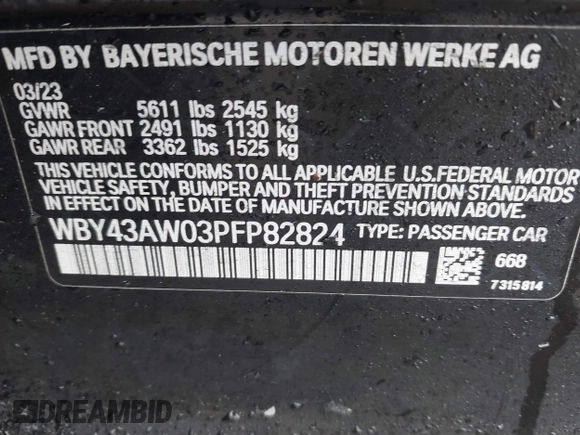 MFD BY BAYERISCHE MOTOREN WERKE AG
03/23
GVWR 5611 lbs 2545 kg
GAWR FRONT 2491 lbs 1130 kg
GAWR REAR 3362 lbs 1525 kg
THIS VEHICLE CONFORMS TO ALL APPLICABLE U.S.FEDERAL MOTOR
VEHICLE SAFETY, BUMPER AND THEFT PREVENTION STANDARDS
IN EFFECT ON THE DATE OF MANUFACTURE SHOWN ABOVE.
WBY43AW03PFP82824 TYPE: PASSENGER CAR
668
7315814
DREAMBID